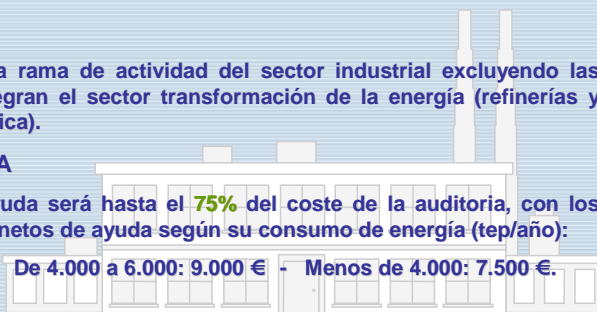 a rama de actividad del sector industrial excluyendo las
egran el sector transformación de la energía (refinerías y
ica).
A
uda será hasta el 75% del coste de la auditoria, con los
netos de ayuda según su consumo de energía (tep/año):
De 4.000 a 6.000: 9.000 € - Menos de 4.000: 7.500 €.